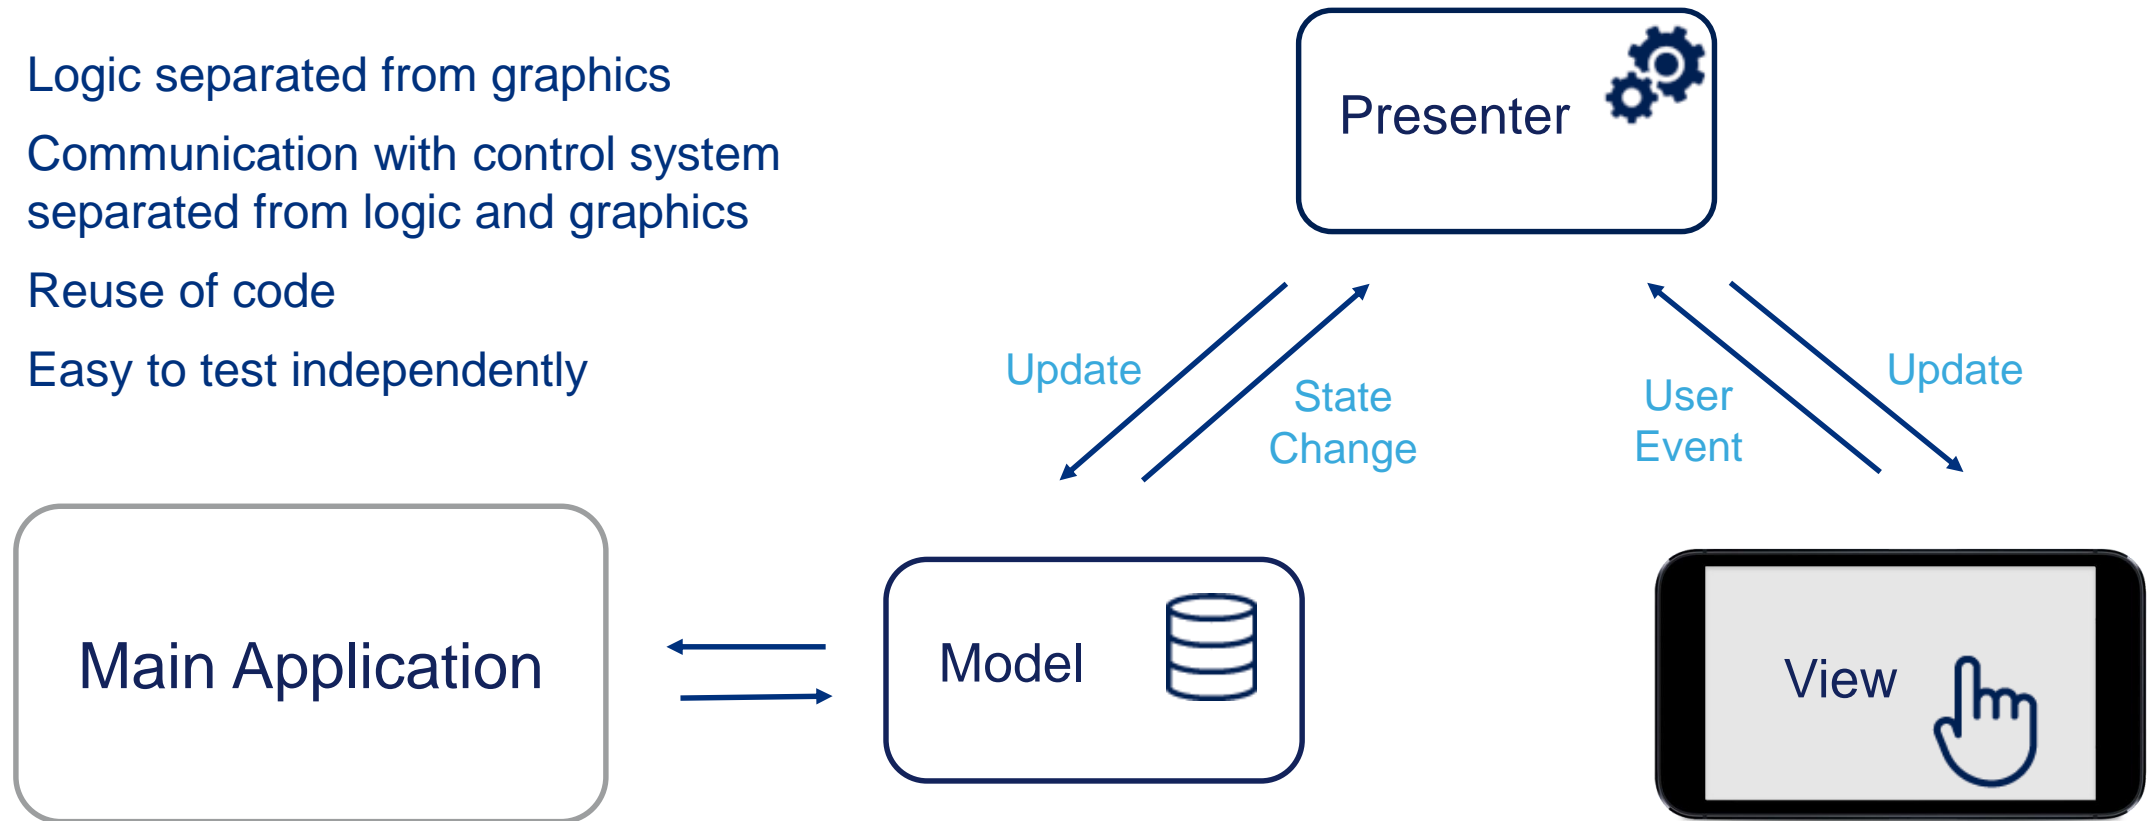 Logic separated from graphics
Communication with control system
separated from logic and graphics
Reuse of code
Easy to test independently
Presenter
Update
State
Change
User
Event
Update
Main Application
Model
View